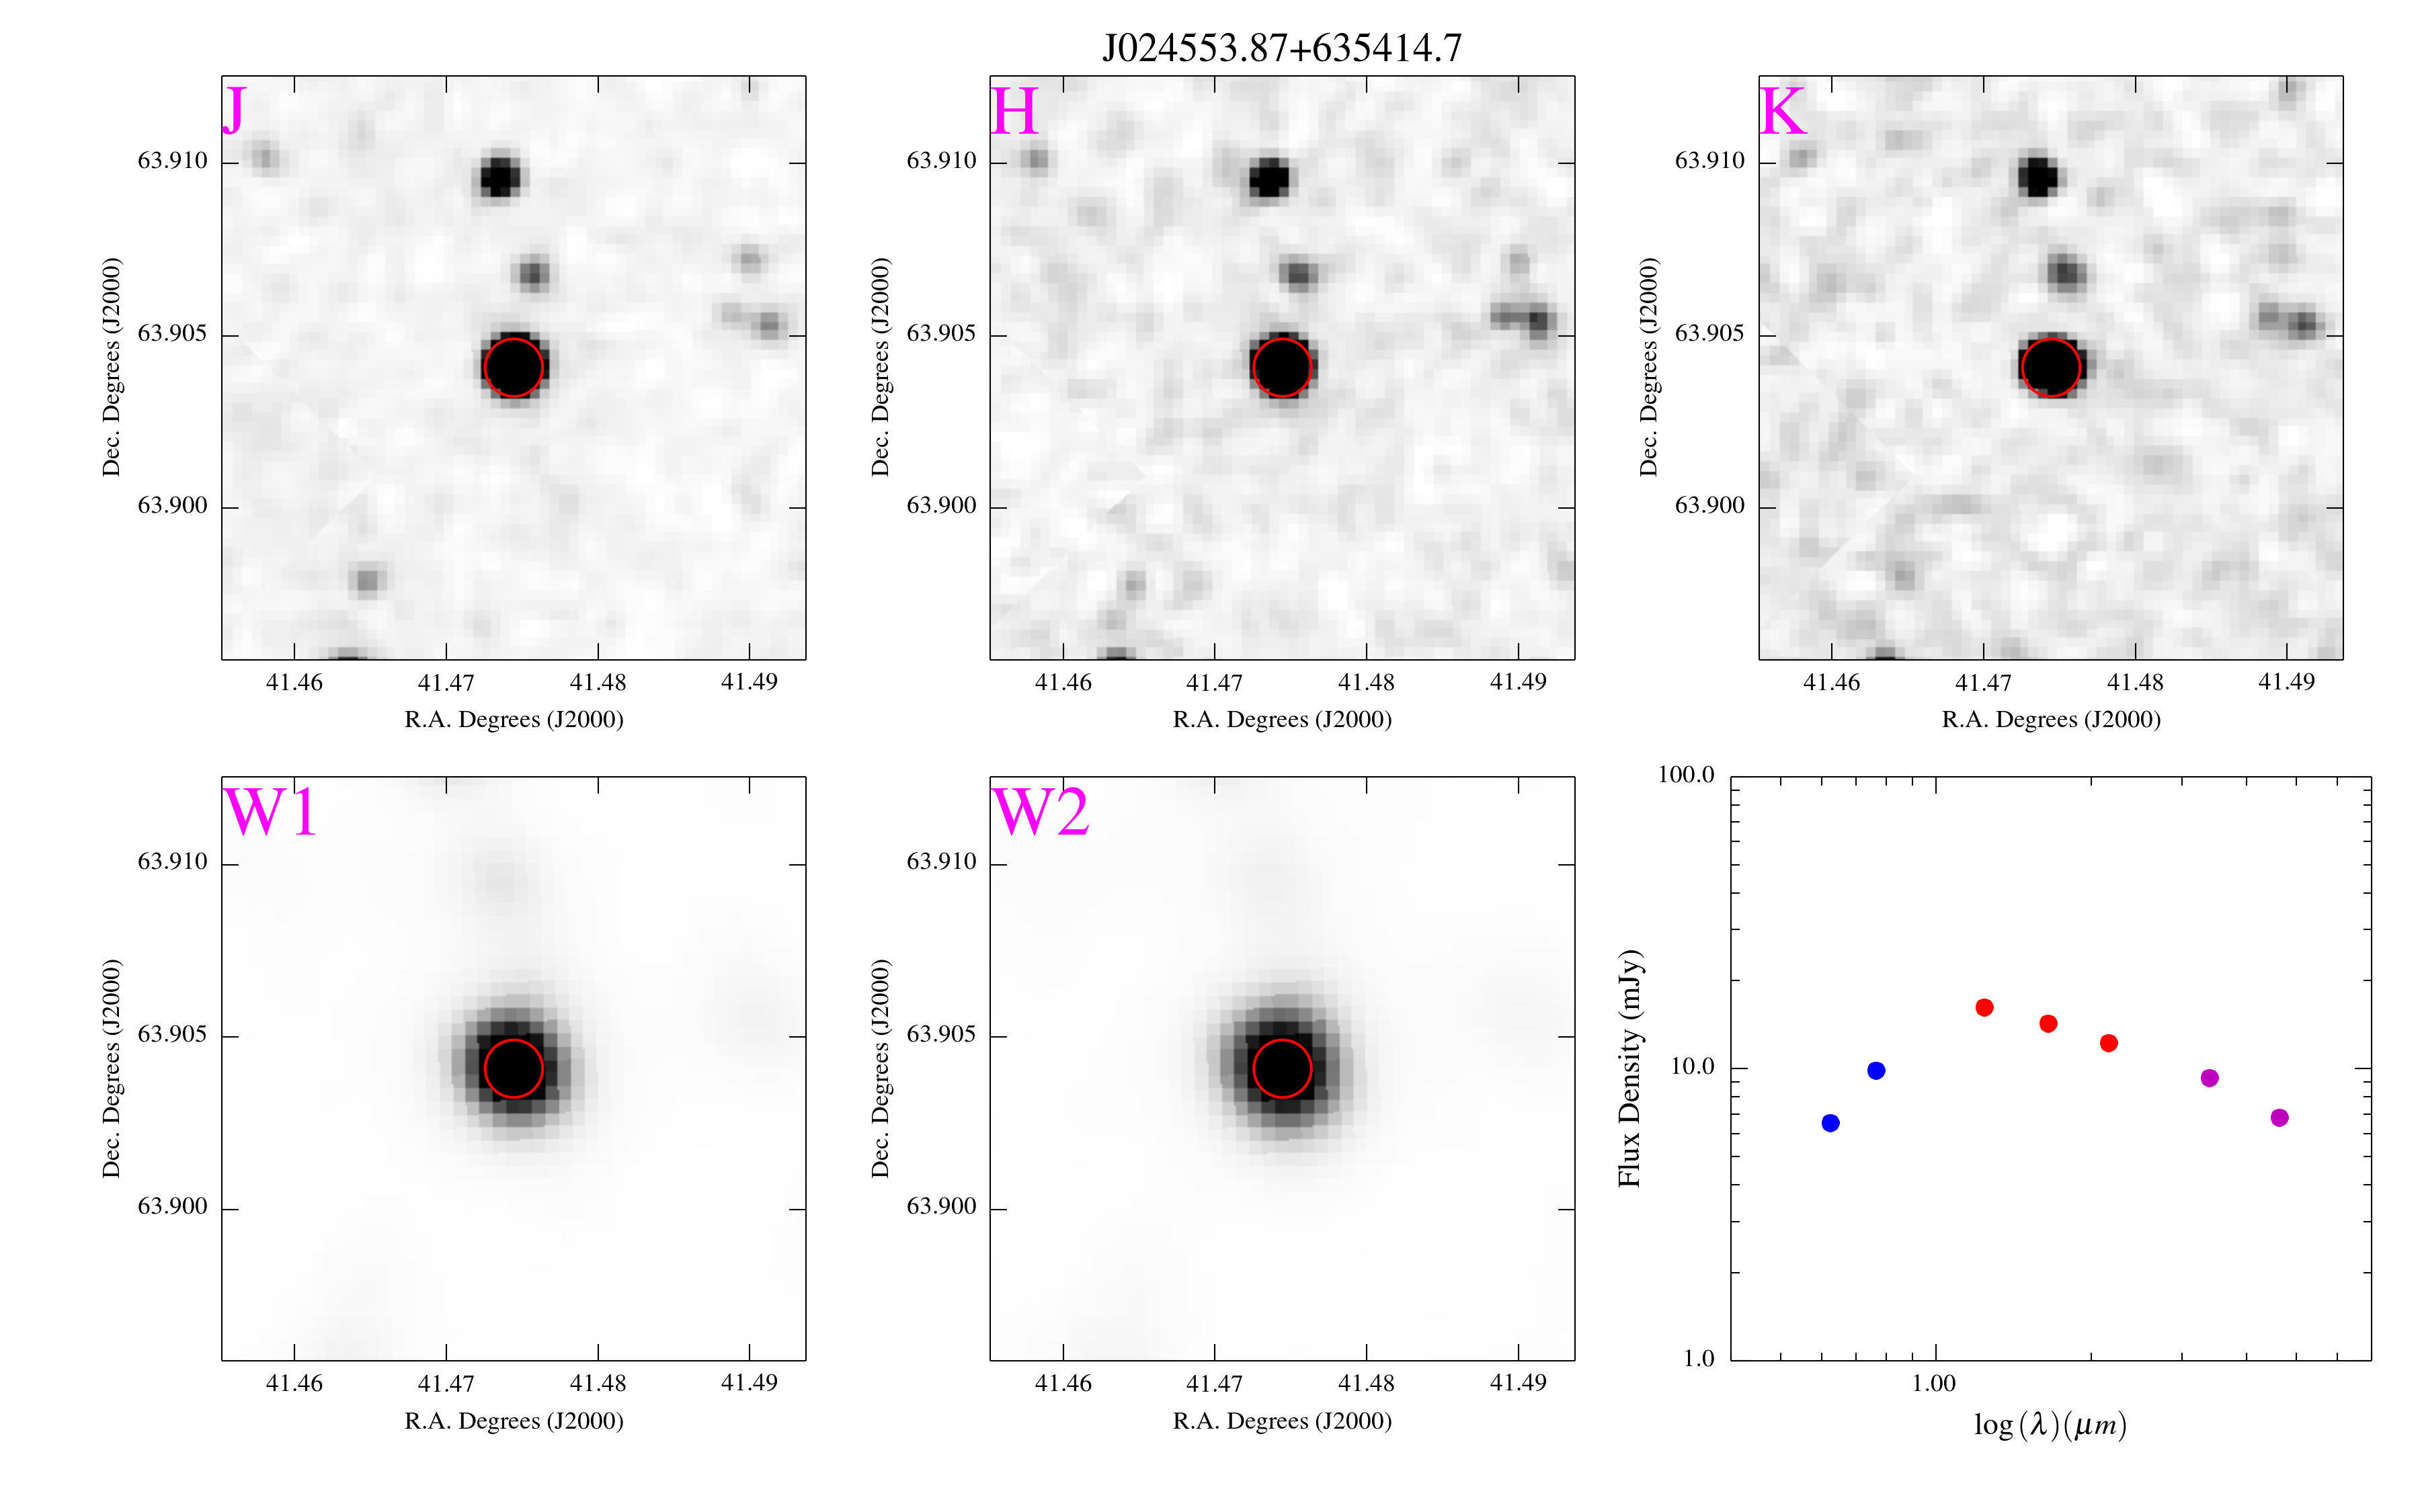 J024553.87+635414.7
J
63.910
63.905
63.900
Dec. Degrees (J2000)
41.46 41.47 41.48 41.49
R.A. Degrees (J2000)
H
63.910
63.905
63.900
Dec. Degrees (J2000)
41.46 41.47 41.48 41.49
R.A. Degrees (J2000)
K
63.910
63.905
63.900
Dec. Degrees (J2000)
41.46 41.47 41.48 41.49
R.A. Degrees (J2000)
W1
63.910
63.905
63.900
Dec. Degrees (J2000)
41.46 41.47 41.48 41.49
R.A. Degrees (J2000)
W2
63.910
63.905
63.900
Dec. Degrees (J2000)
41.46 41.47 41.48 41.49
R.A. Degrees (J2000)
100.0
10.0
1.0
Flux Density (mJy)
1.00
log(λ)(μm)